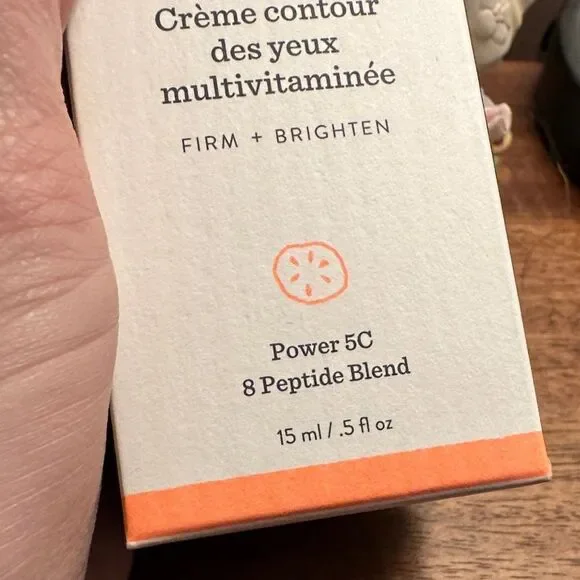 Crème contour
des yeux
multivitaminée
FIRM + BRIGHTEN
Power 5C
8 Peptide Blend
15 ml / .5 fl oz